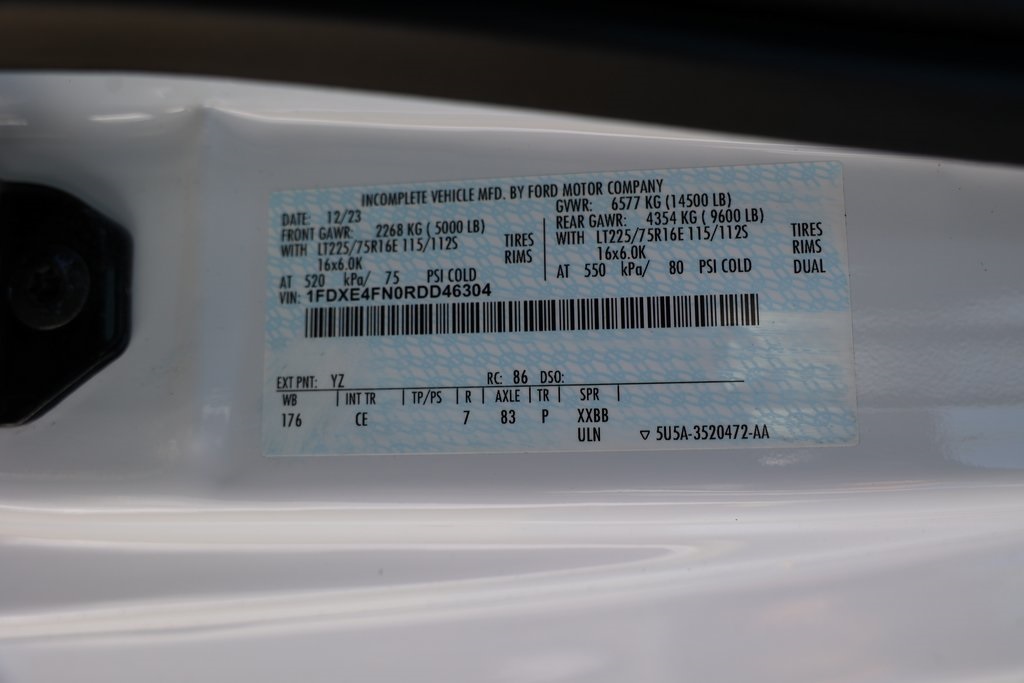 INCOMPLETE VEHICLE MFD. BY FORD MOTOR COMPANY
DATE: 12/23 GVWR: 6577 KG (14500 LB)
FRONT GAWR: 2268 KG ( 5000 LB) REAR GAWR: 4354 KG ( 9600 LB)
WITH LT225/75R16E 115/112S TIRES WITH LT225/75R16E 115/112S TIRES
16x6.0K RIMS 16x6.0K RIMS
AT 520 kPa/ 75 PSI COLD AT 550 kPa/ 80 PSI COLD DUAL
VIN: 1FDXE4FN0RDD46304
EXT PNT: YZ RC: 86 DSO:
WB INT TR TP/PS R AXLE TR SPR
176 CE 7 83 P XXBB
ULN ▽ 5U5A-3520472-AA